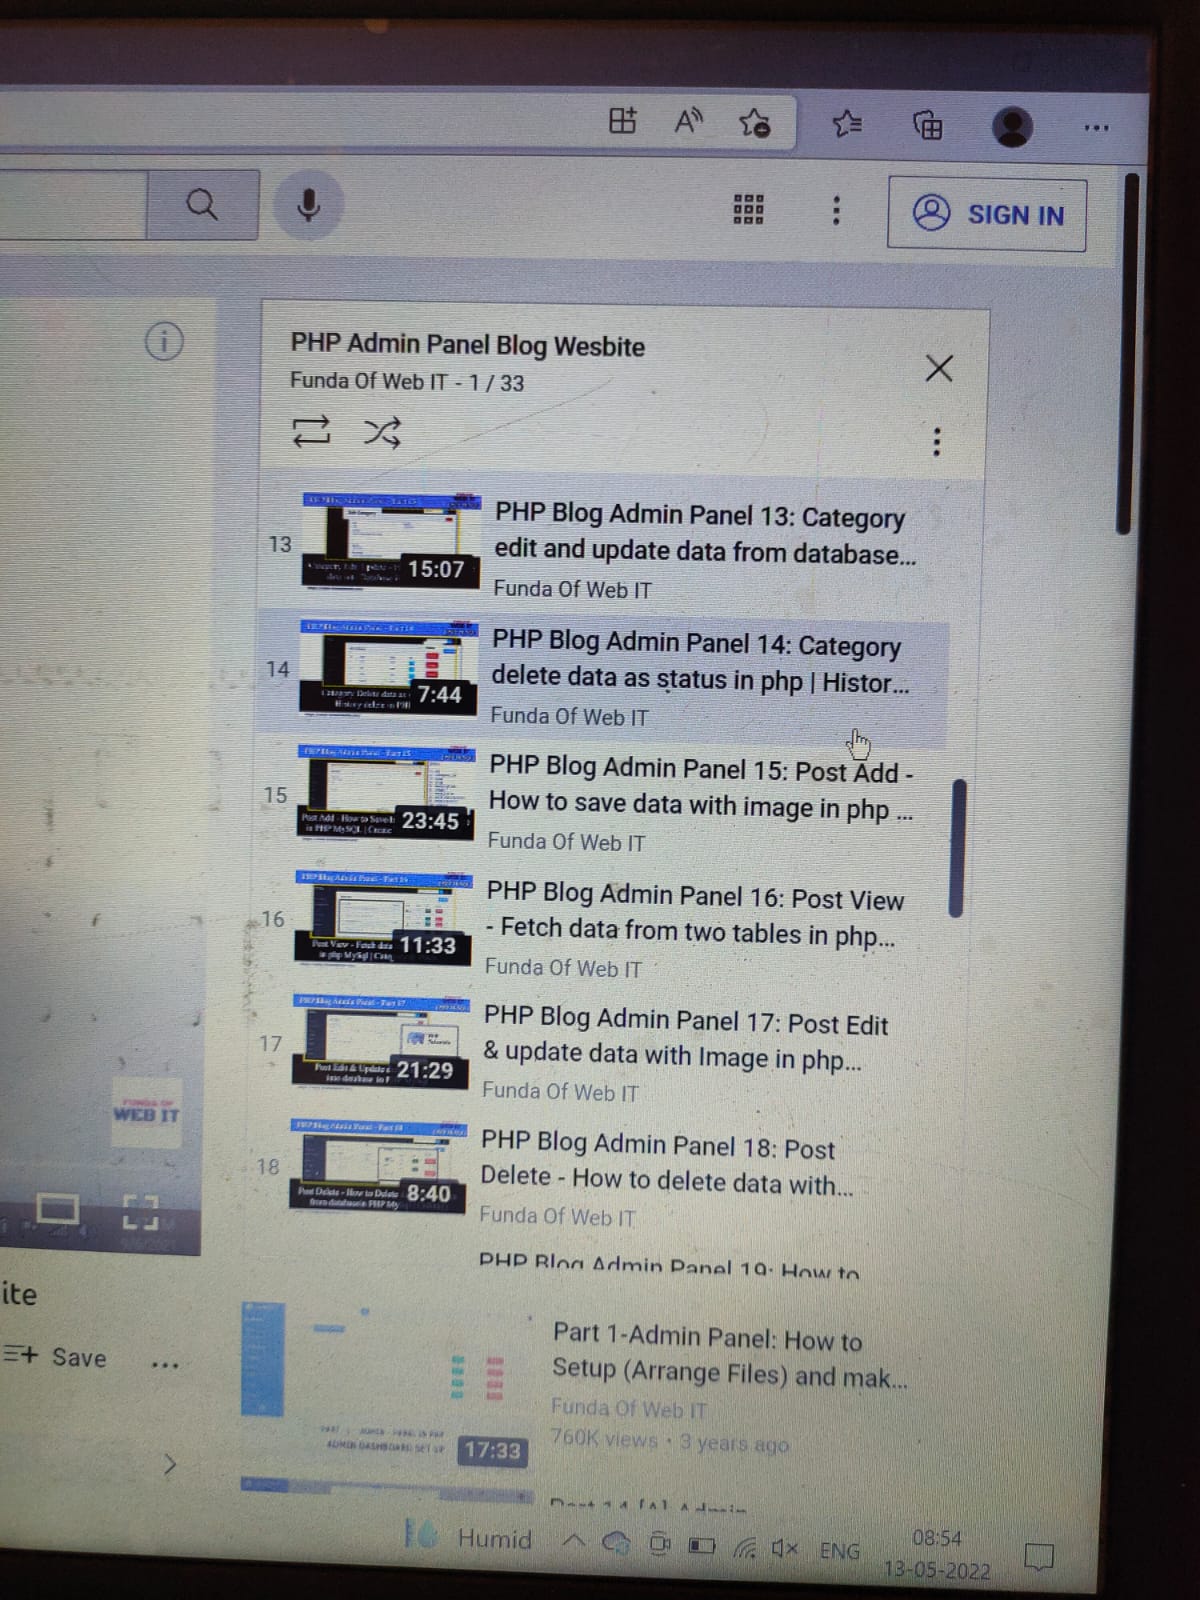 SIGN IN
PHP Admin Panel Blog Wesbite
Funda Of Web IT - 1 / 33
13
15:07
PHP Blog Admin Panel 13: Category
edit and update data from database...
Funda Of Web IT
14
7:44
PHP Blog Admin Panel 14: Category
delete data as status in php | Histor...
Funda Of Web IT
15
23:45
PHP Blog Admin Panel 15: Post Add -
How to save data with image in php ...
Funda Of Web IT
16
11:33
PHP Blog Admin Panel 16: Post View
- Fetch data from two tables in php...
Funda Of Web IT
17
21:29
PHP Blog Admin Panel 17: Post Edit
& update data with Image in php...
Funda Of Web IT
18
8:40
PHP Blog Admin Panel 18: Post
Delete - How to delete data with...
Funda Of Web IT
PHP Blog Admin Panel 19: How to
FUNDA OF
WEB IT
ite
Save
Part 1-Admin Panel: How to
Setup (Arrange Files) and mak...
Funda Of Web IT
760K views • 3 years ago
17:33
Humid
ENG
08:54
13-05-2022